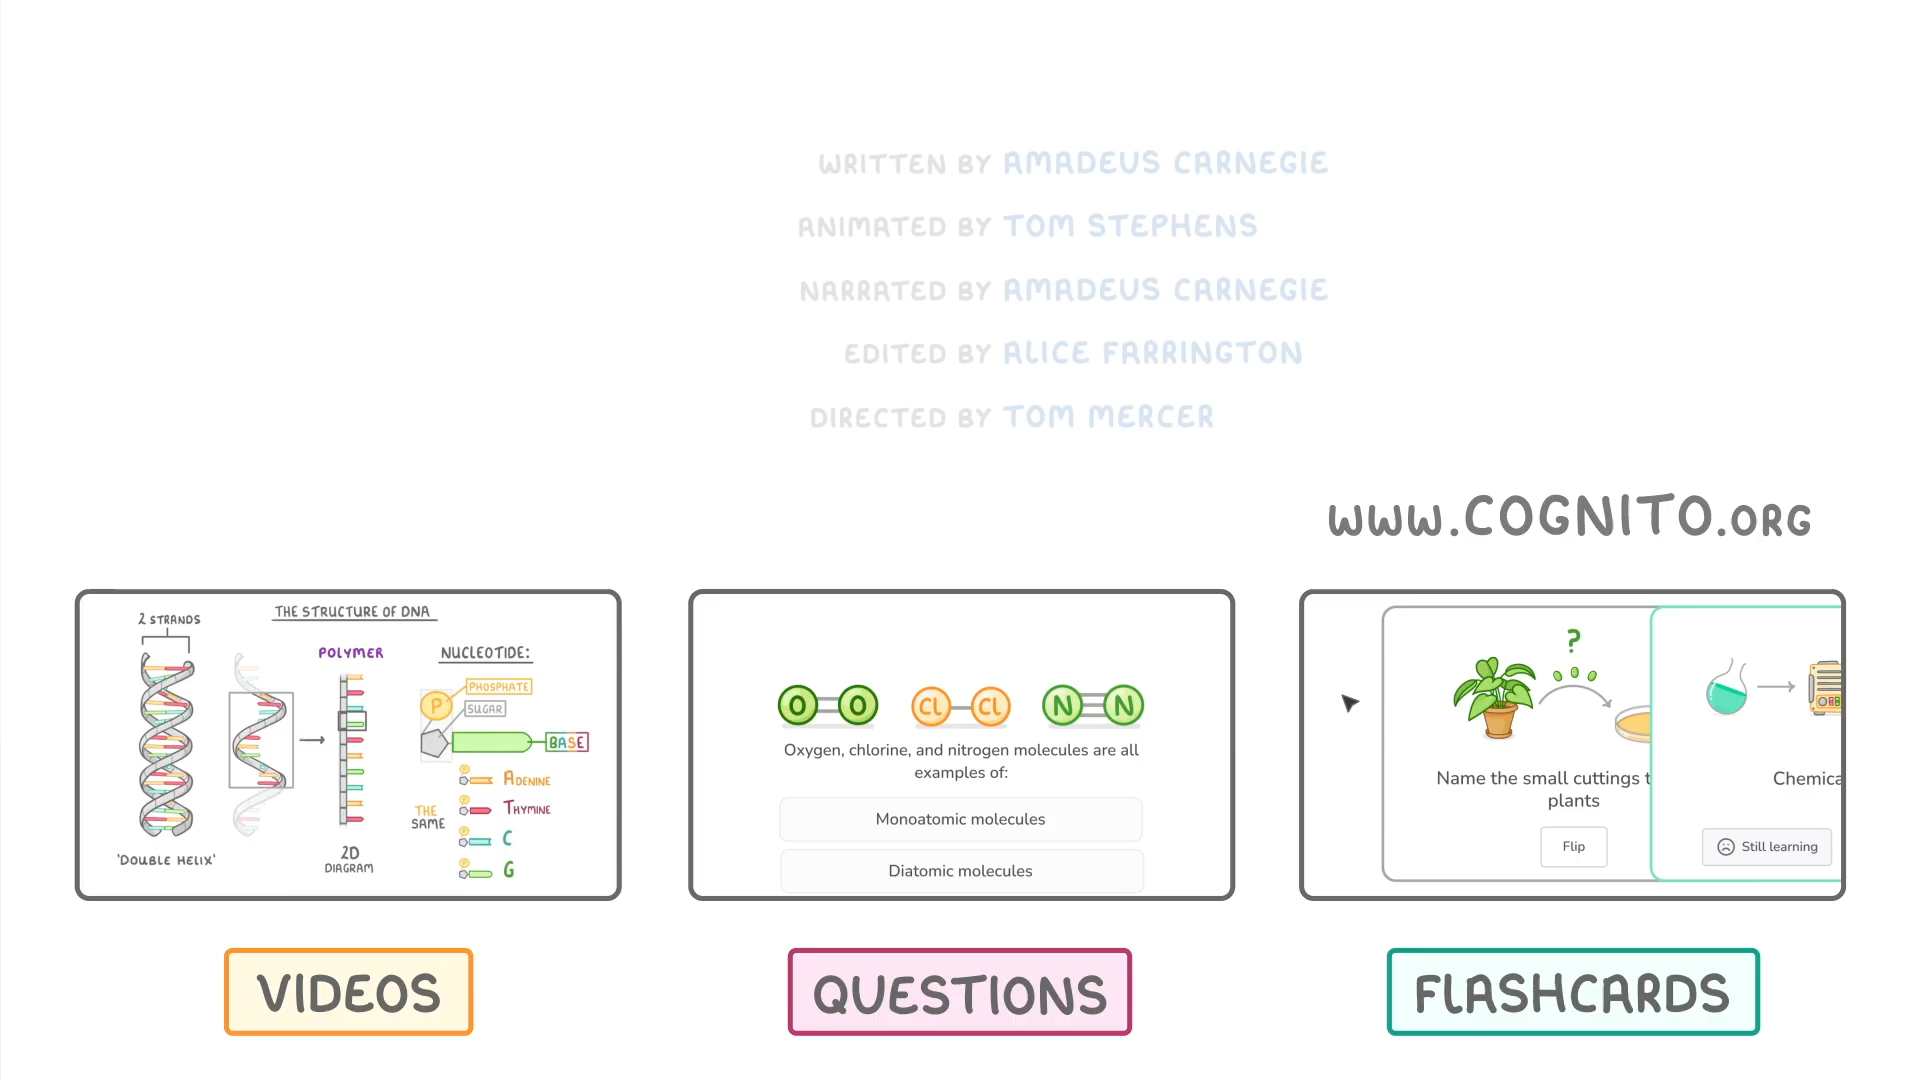 WRITTEN BY AMADEUS CARNEGIE
ANIMATED BY TOM STEPHENS
NARRATED BY AMADEUS CARNEGIE
EDITED BY ALICE FARRINGTON
DIRECTED BY TOM MERCER
www.COGNITO.ORG
THE STRUCTURE OF DNA
2 STRANDS
POLYMER
NUCLEOTIDE:
PHOSPHATE
P
SUGAR
BASE
ADENINE
THYMINE
THE
SAME
C
G
'DOUBLE HELIX'
2D
DIAGRAM
O O Cl Cl N N
Oxygen, chlorine, and nitrogen molecules are all
examples of:
Monoatomic molecules
Diatomic molecules
?
Name the small cuttings t
plants
Flip
Chemica
Still learning
VIDEOS
QUESTIONS
FLASHCARDS